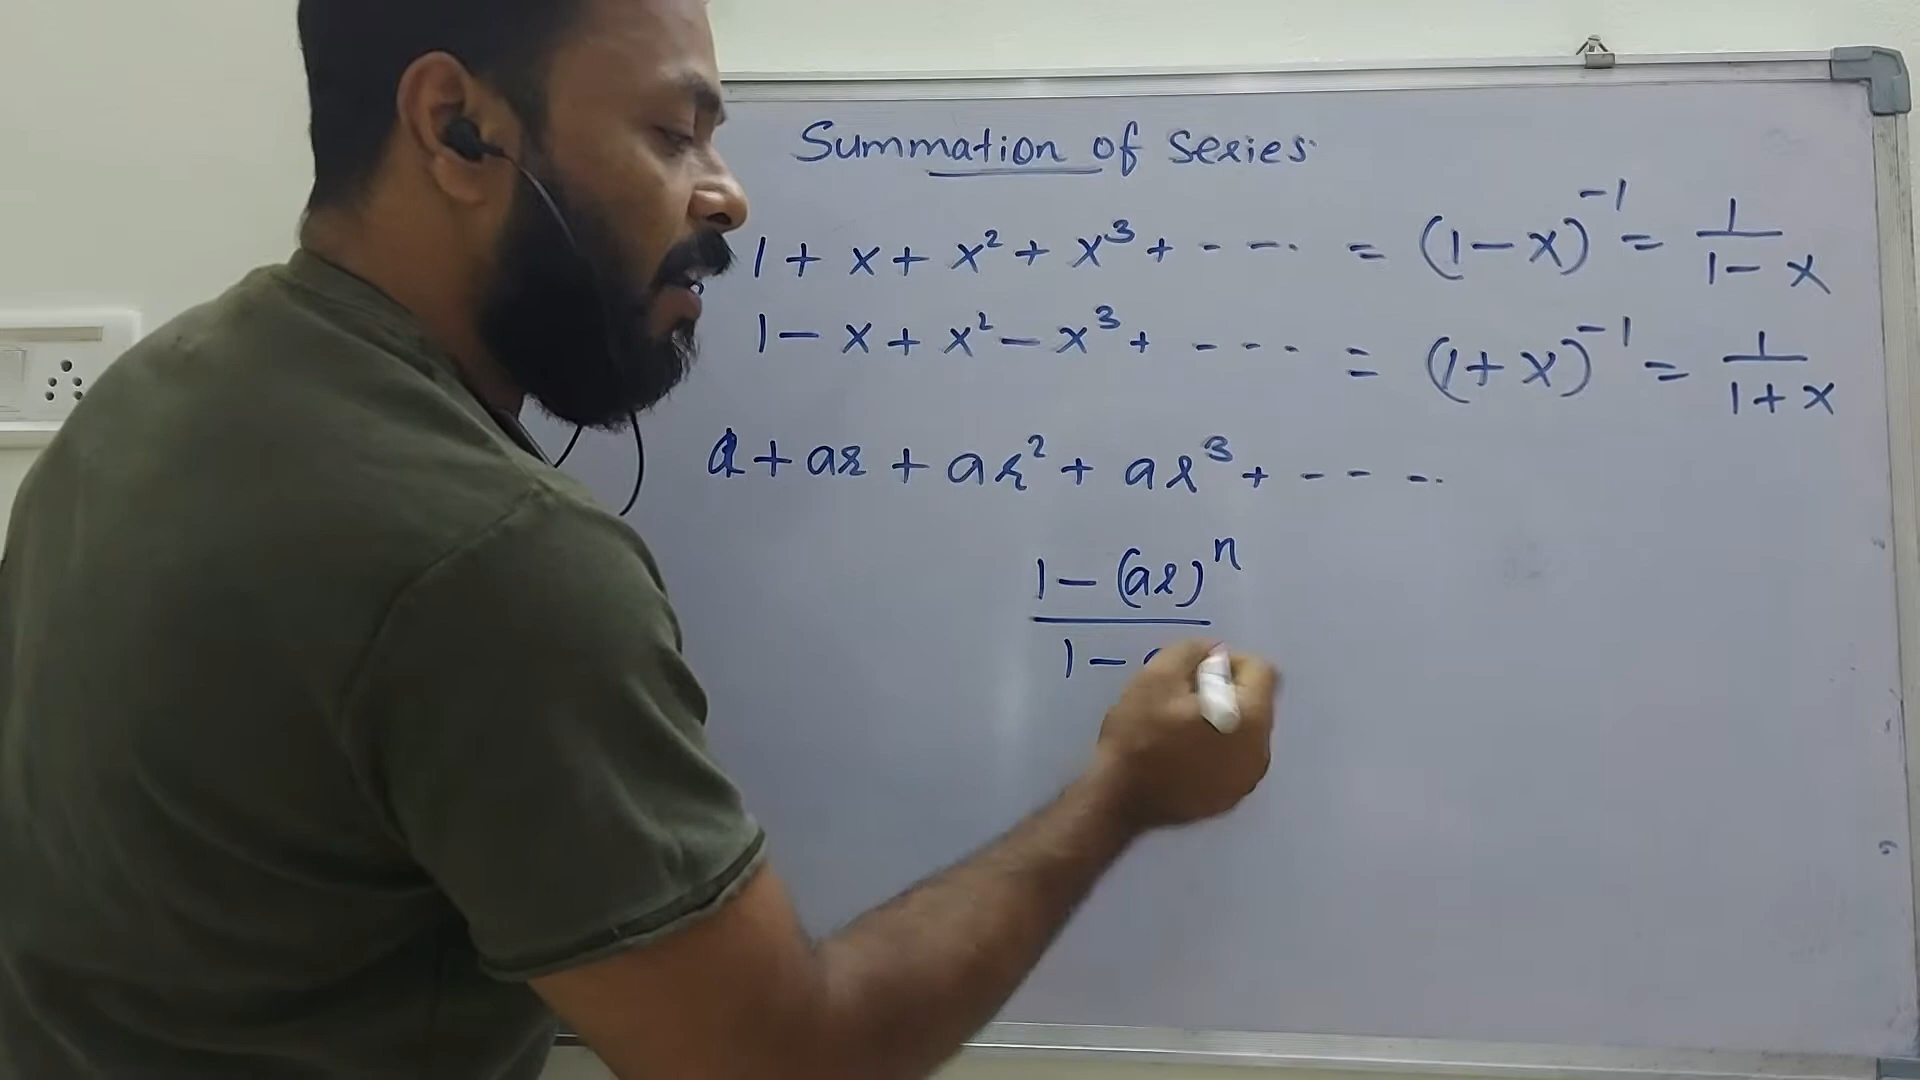 Summation of Series
1 + x + x² + x³ + - - - = (1 - x)⁻¹ = 1/(1 - x)
1 - x + x² - x³ + - - - = (1 + x)⁻¹ = 1/(1 + x)
a + ar + ar² + ar³ + - - -
1 - (ar)ⁿ
1 -